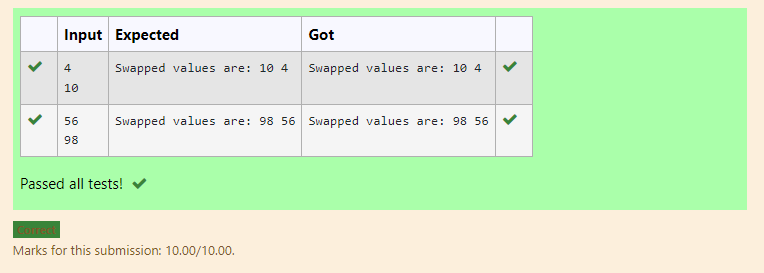 Input Expected Got
4 Swapped values are: 10 4 Swapped values are: 10 4
10
56 Swapped values are: 98 56 Swapped values are: 98 56
98
Passed all tests!
Correct
Marks for this submission: 10.00/10.00.